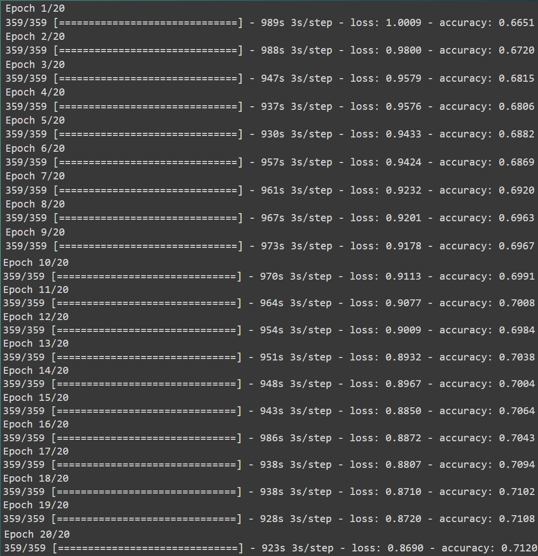 Epoch 1/20
359/359 [==============================] - 989s 3s/step - loss: 1.0009 - accuracy: 0.6651
Epoch 2/20
359/359 [==============================] - 988s 3s/step - loss: 0.9800 - accuracy: 0.6720
Epoch 3/20
359/359 [==============================] - 947s 3s/step - loss: 0.9579 - accuracy: 0.6815
Epoch 4/20
359/359 [==============================] - 937s 3s/step - loss: 0.9576 - accuracy: 0.6806
Epoch 5/20
359/359 [==============================] - 930s 3s/step - loss: 0.9433 - accuracy: 0.6882
Epoch 6/20
359/359 [==============================] - 957s 3s/step - loss: 0.9424 - accuracy: 0.6869
Epoch 7/20
359/359 [==============================] - 961s 3s/step - loss: 0.9232 - accuracy: 0.6920
Epoch 8/20
359/359 [==============================] - 967s 3s/step - loss: 0.9201 - accuracy: 0.6963
Epoch 9/20
359/359 [==============================] - 973s 3s/step - loss: 0.9178 - accuracy: 0.6967
Epoch 10/20
359/359 [==============================] - 970s 3s/step - loss: 0.9113 - accuracy: 0.6991
Epoch 11/20
359/359 [==============================] - 964s 3s/step - loss: 0.9077 - accuracy: 0.7008
Epoch 12/20
359/359 [==============================] - 954s 3s/step - loss: 0.9009 - accuracy: 0.6984
Epoch 13/20
359/359 [==============================] - 951s 3s/step - loss: 0.8932 - accuracy: 0.7038
Epoch 14/20
359/359 [==============================] - 948s 3s/step - loss: 0.8967 - accuracy: 0.7004
Epoch 15/20
359/359 [==============================] - 943s 3s/step - loss: 0.8850 - accuracy: 0.7064
Epoch 16/20
359/359 [==============================] - 986s 3s/step - loss: 0.8872 - accuracy: 0.7043
Epoch 17/20
359/359 [==============================] - 938s 3s/step - loss: 0.8807 - accuracy: 0.7094
Epoch 18/20
359/359 [==============================] - 938s 3s/step - loss: 0.8710 - accuracy: 0.7102
Epoch 19/20
359/359 [==============================] - 928s 3s/step - loss: 0.8720 - accuracy: 0.7108
Epoch 20/20
359/359 [==============================] - 923s 3s/step - loss: 0.8690 - accuracy: 0.7120